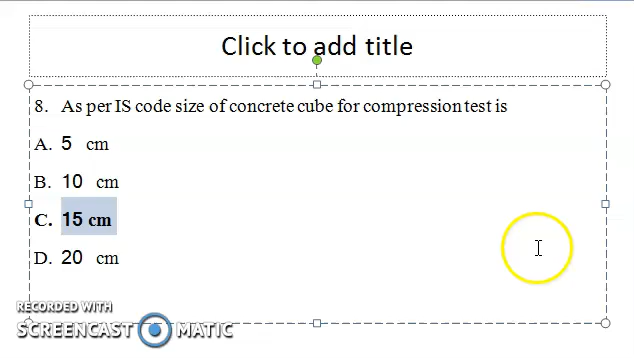 Click to add title
8. As per IS code size of concrete cube for compression test is
A. 5 cm
B. 10 cm
C. 15 cm
D. 20 cm
RECORDED WITH
SCREENCAST MATIC